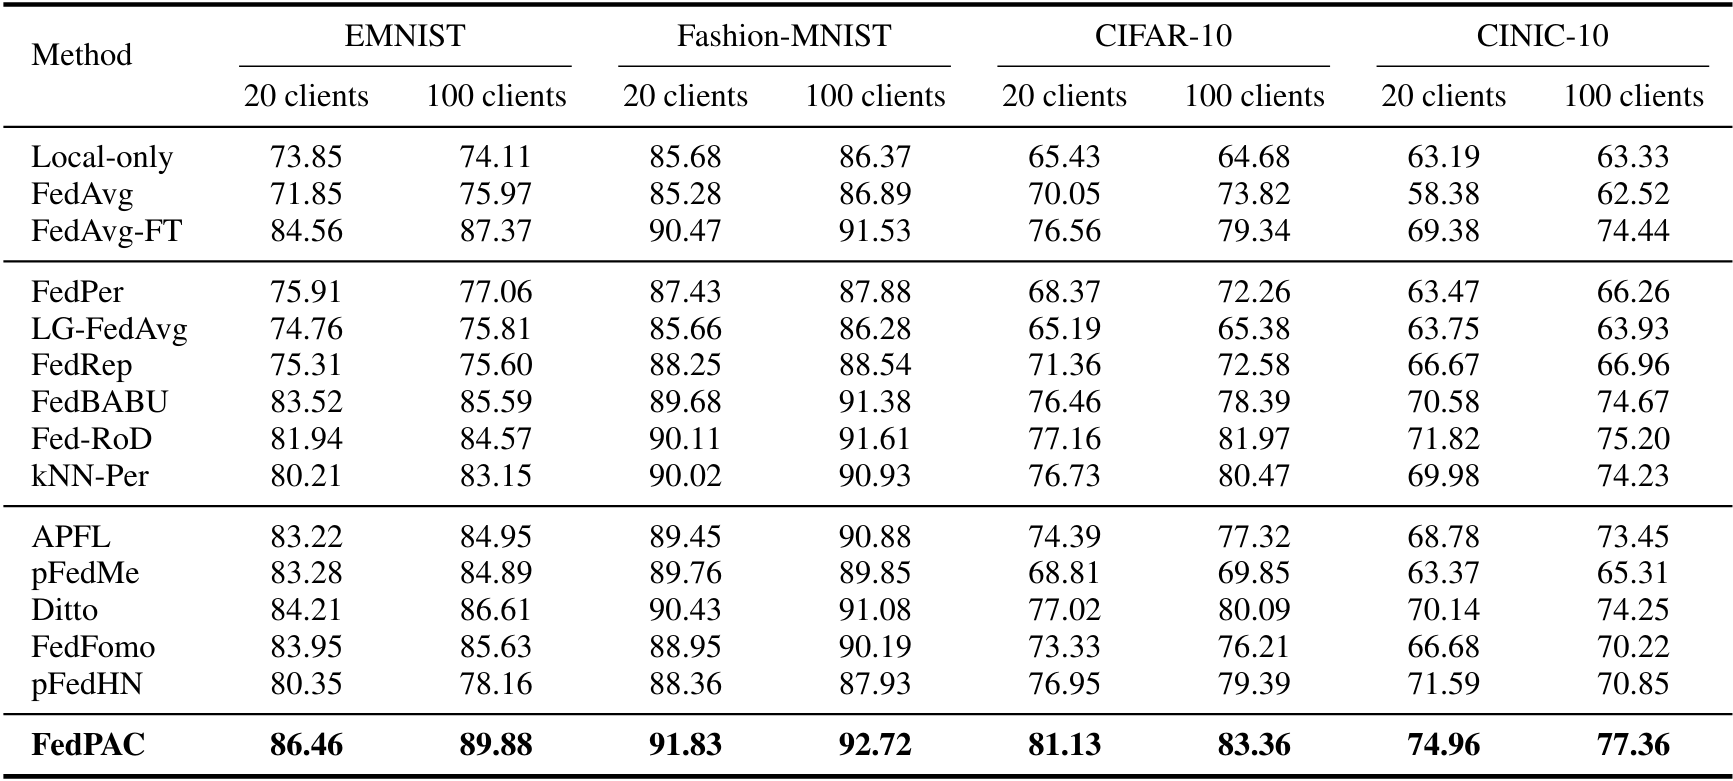 Method EMNIST Fashion-MNIST CIFAR-10 CINIC-10
20 clients 100 clients 20 clients 100 clients 20 clients 100 clients 20 clients 100 clients
Local-only 73.85 74.11 85.68 86.37 65.43 64.68 63.19 63.33
FedAvg 71.85 75.97 85.28 86.89 70.05 73.82 58.38 62.52
FedAvg-FT 84.56 87.37 90.47 91.53 76.56 79.34 69.38 74.44
FedPer 75.91 77.06 87.43 87.88 68.37 72.26 63.47 66.26
LG-FedAvg 74.76 75.81 85.66 86.28 65.19 65.38 63.75 63.93
FedRep 75.31 75.60 88.25 88.54 71.36 72.58 66.67 66.96
FedBABU 83.52 85.59 89.68 91.38 76.46 78.39 70.58 74.67
Fed-RoD 81.94 84.57 90.11 91.61 77.16 81.97 71.82 75.20
kNN-Per 80.21 83.15 90.02 90.93 76.73 80.47 69.98 74.23
APFL 83.22 84.95 89.45 90.88 74.39 77.32 68.78 73.45
pFedMe 83.28 84.89 89.76 89.85 68.81 69.85 63.37 65.31
Ditto 84.21 86.61 90.43 91.08 77.02 80.09 70.14 74.25
FedFomo 83.95 85.63 88.95 90.19 73.33 76.21 66.68 70.22
pFedHN 80.35 78.16 88.36 87.93 76.95 79.39 71.59 70.85
FedPAC 86.46 89.88 91.83 92.72 81.13 83.36 74.96 77.36